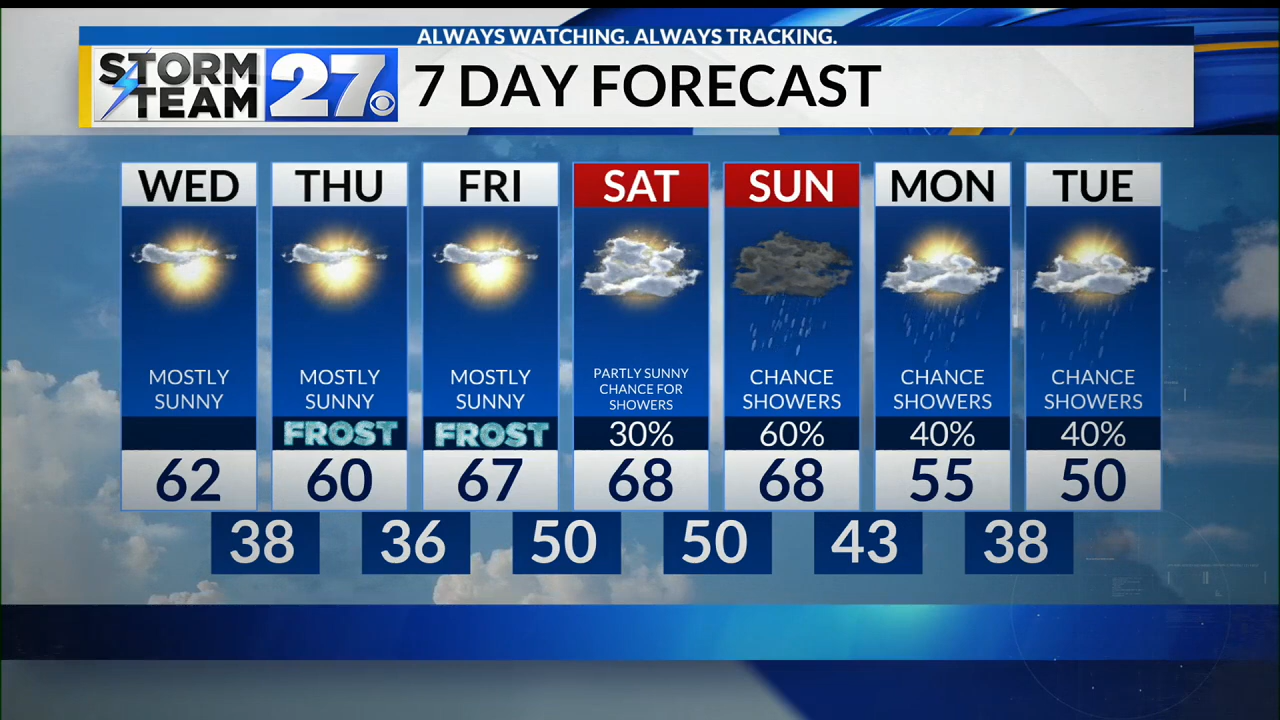 ALWAYS WATCHING. ALWAYS TRACKING.
STORM
TEAM
27
7 DAY FORECAST
WED
THU
FRI
SAT
SUN
MON
TUE
MOSTLY
SUNNY
MOSTLY
SUNNY
MOSTLY
SUNNY
PARTLY SUNNY
CHANCE FOR
SHOWERS
CHANCE
SHOWERS
CHANCE
SHOWERS
CHANCE
SHOWERS
FROST
FROST
30%
60%
40%
40%
62
60
67
68
68
55
50
38
36
50
50
43
38